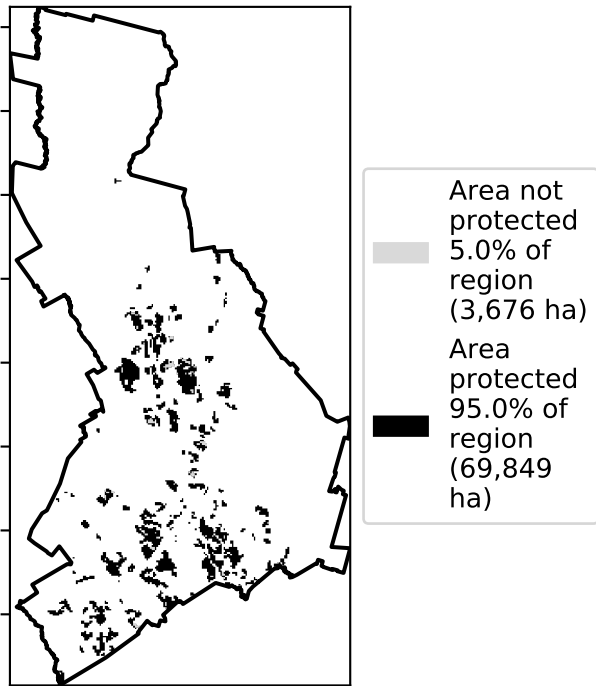 Area not
protected
5.0% of
region
(3,676 ha)
Area
protected
95.0% of
region
(69,849
ha)